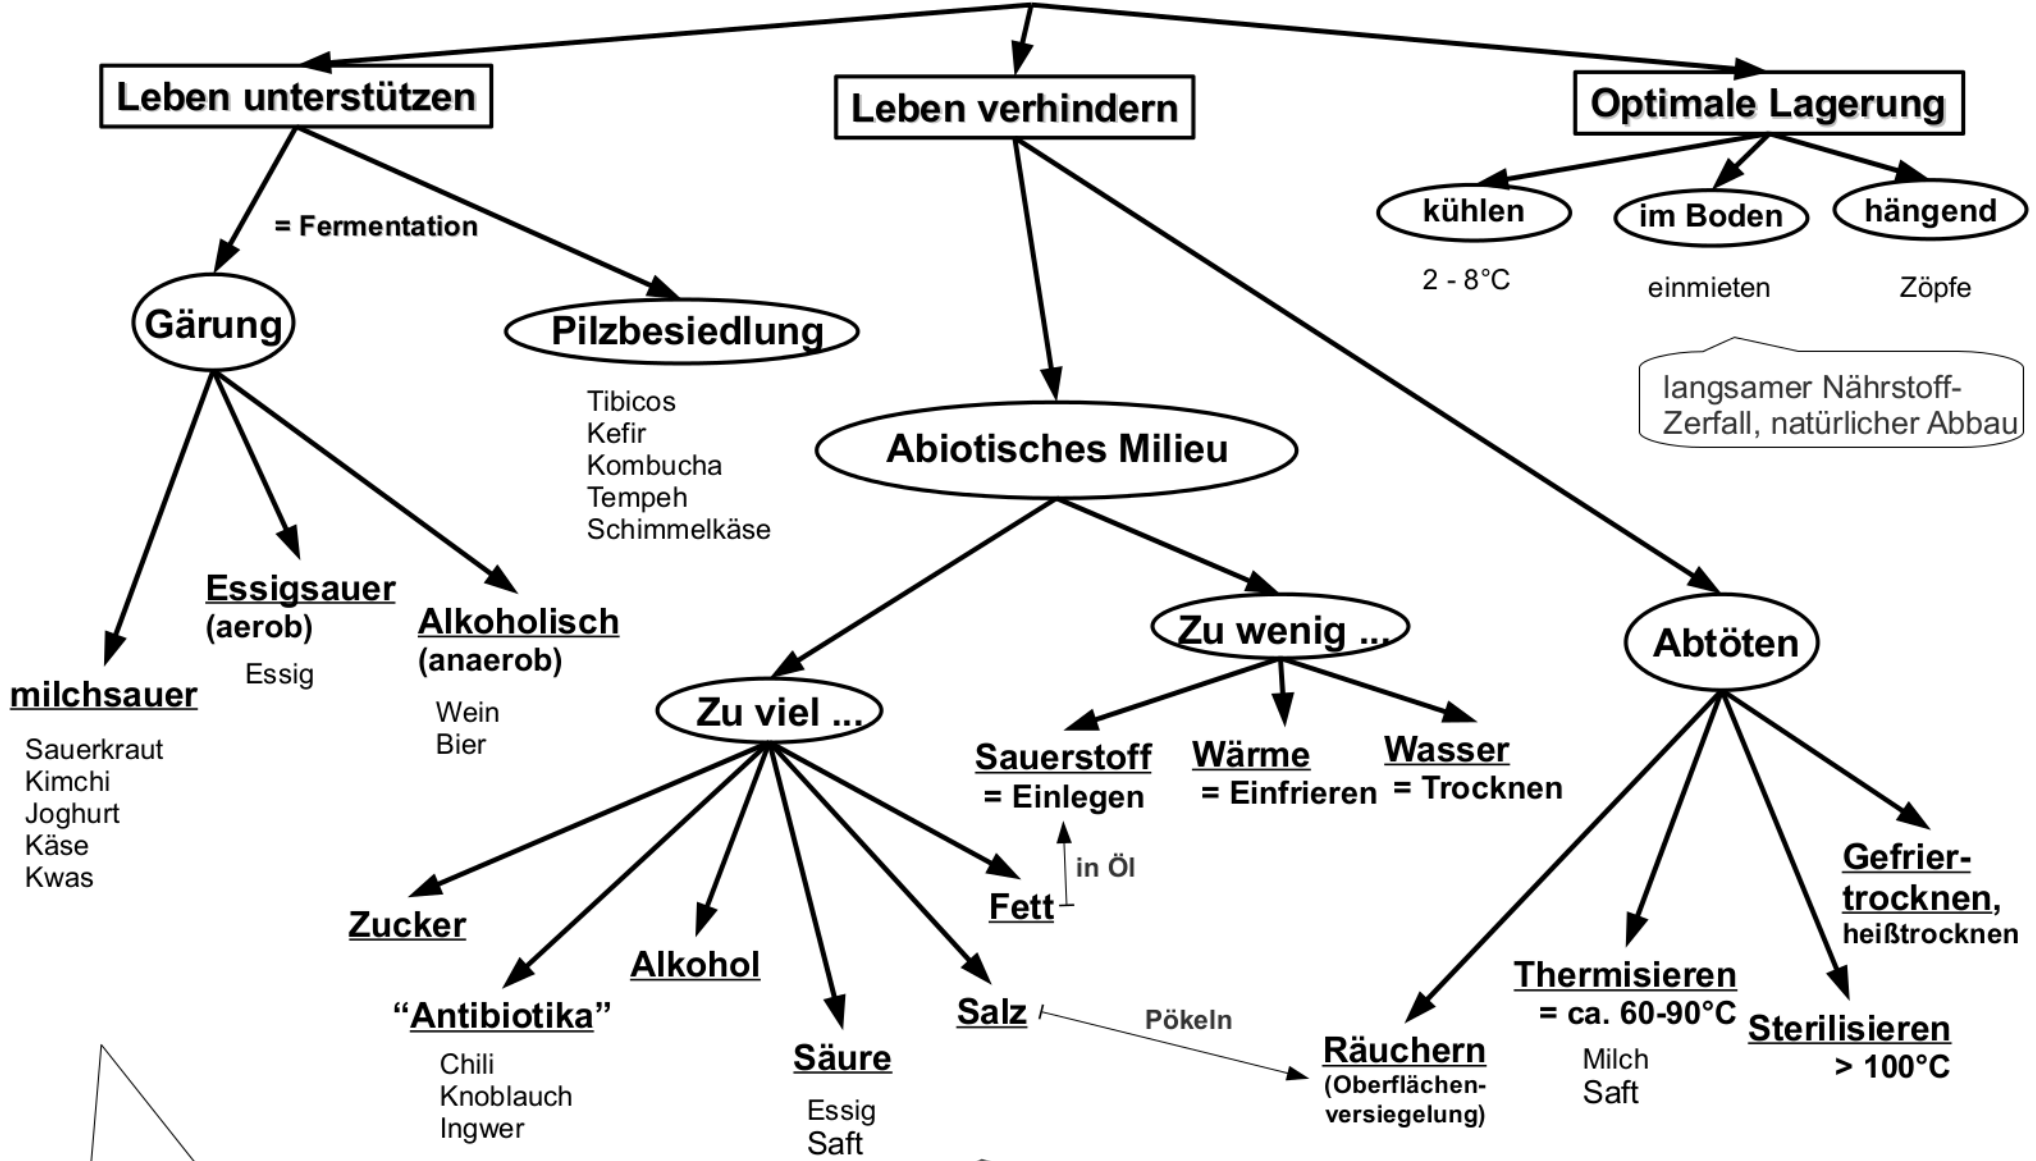 Leben unterstützen
Leben verhindern
Optimale Lagerung
= Fermentation
Gärung
Pilzbesiedlung
Tibicos
Kefir
Kombucha
Tempeh
Schimmelkäse
milchsauer
Sauerkraut
Kimchi
Joghurt
Käse
Kwas
Essigsauer
(aerob)
Essig
Alkoholisch
(anaerob)
Wein
Bier
Abiotisches Milieu
Zu viel ...
Zucker
“Antibiotika”
Chili
Knoblauch
Ingwer
Alkohol
Säure
Essig
Saft
Salz
Pökeln
Fett
in Öl
Zu wenig ...
Sauerstoff
= Einlegen
Wärme
= Einfrieren
Wasser
= Trocknen
Abtöten
Räuchern
(Oberflächen-
versiegelung)
Thermisieren
= ca. 60-90°C
Milch
Saft
Sterilisieren
> 100°C
Gefrier-
trocknen,
heißtrocknen
kühlen
2 - 8°C
im Boden
einmieten
hängend
Zöpfe
langsamer Nährstoff-
Zerfall, natürlicher Abbau